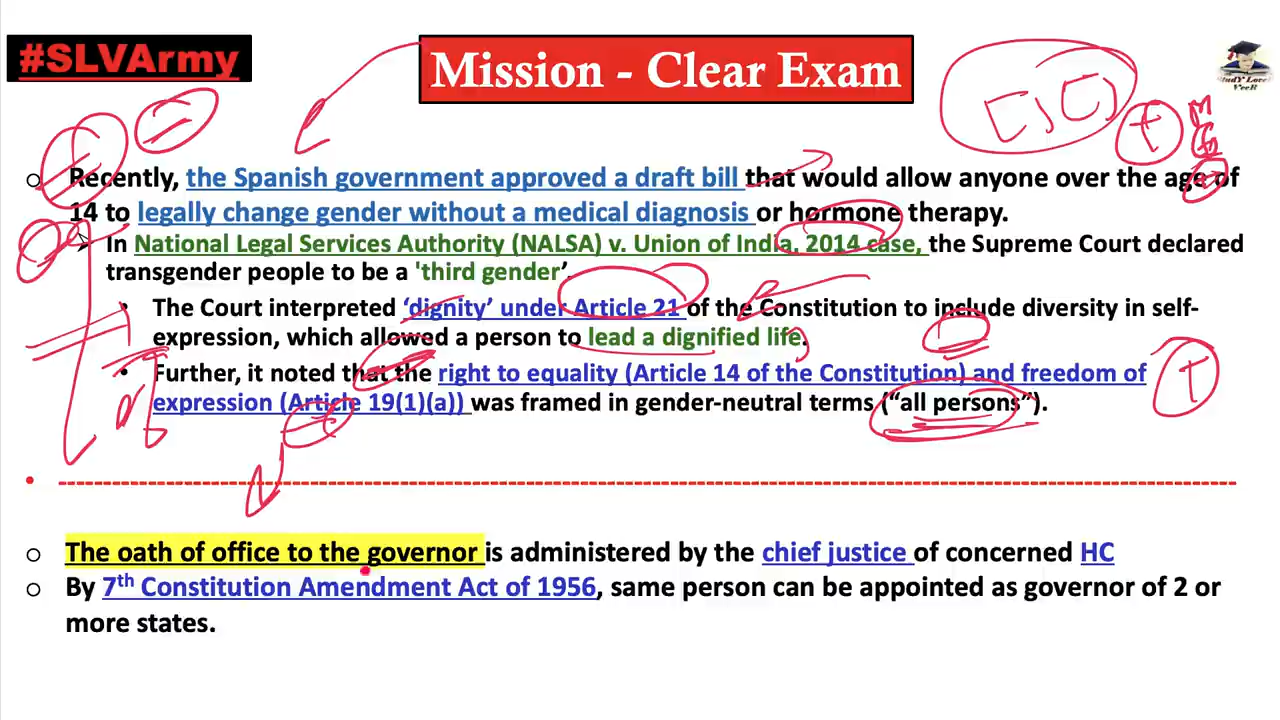 #SLVArmy
Mission - Clear Exam
StudY Love
VeeR
Recently, the Spanish government approved a draft bill that would allow anyone over the age of
14 to legally change gender without a medical diagnosis or hormone therapy.
In National Legal Services Authority (NALSA) v. Union of India, 2014 case, the Supreme Court declared
transgender people to be a 'third gender’.
The Court interpreted ‘dignity’ under Article 21 of the Constitution to include diversity in self-
expression, which allowed a person to lead a dignified life.
Further, it noted that the right to equality (Article 14 of the Constitution) and freedom of
expression (Article 19(1)(a)) was framed in gender-neutral terms (“all persons”).
The oath of office to the governor is administered by the chief justice of concerned HC
By 7th Constitution Amendment Act of 1956, same person can be appointed as governor of 2 or
more states.